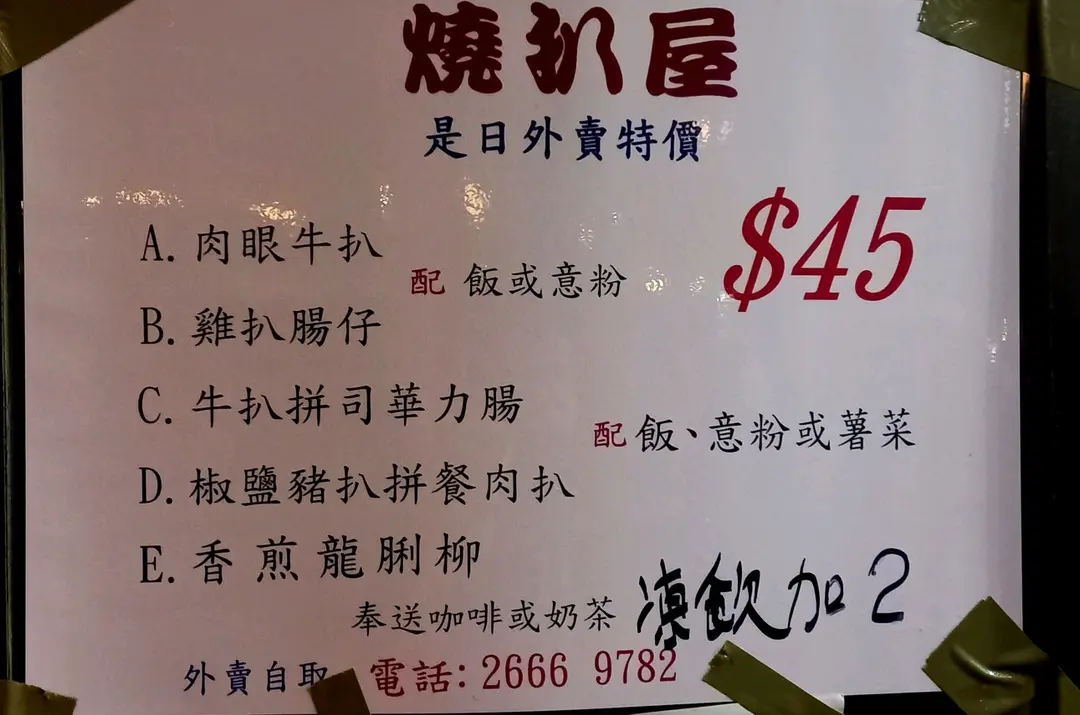 燒扒屋
是日外賣特價
$45
A. 肉眼牛扒
配 飯或意粉
B. 雞扒腸仔
C. 牛扒拼司華力腸
配 飯、意粉或薯菜
D. 椒鹽豬扒拼餐肉扒
E. 香煎龍脷柳
奉送咖啡或奶茶 凍飲加2
外賣自取 電話: 2666 9782